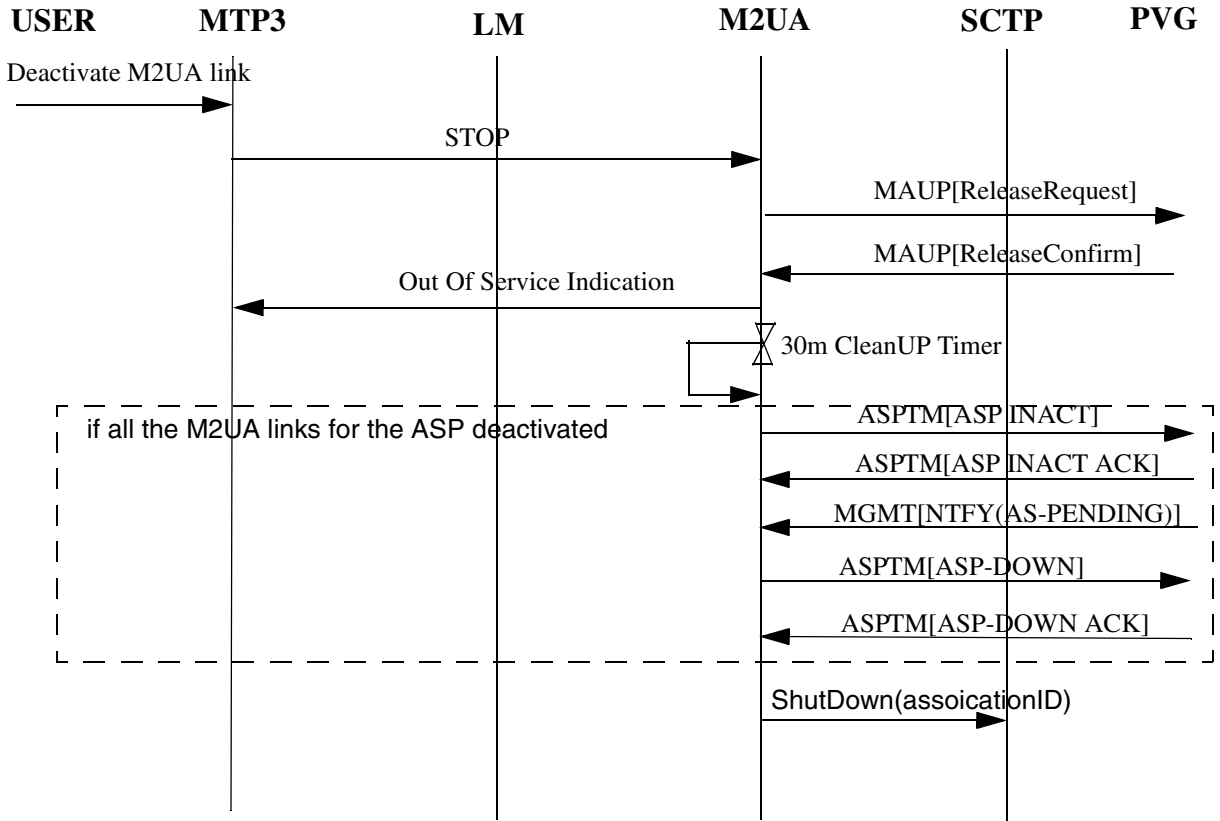 USER MTP3 LM M2UA SCTP PVG
Deactivate M2UA link
STOP
MAUP[ReleaseRequest]
MAUP[ReleaseConfirm]
Out Of Service Indication
30m CleanUP Timer
ASPTM[ASP INACT]
if all the M2UA links for the ASP deactivated
ASPTM[ASP INACT ACK]
MGMT[NTFY(AS-PENDING)]
ASPTM[ASP-DOWN]
ASPTM[ASP-DOWN ACK]
ShutDown(assoicationID)